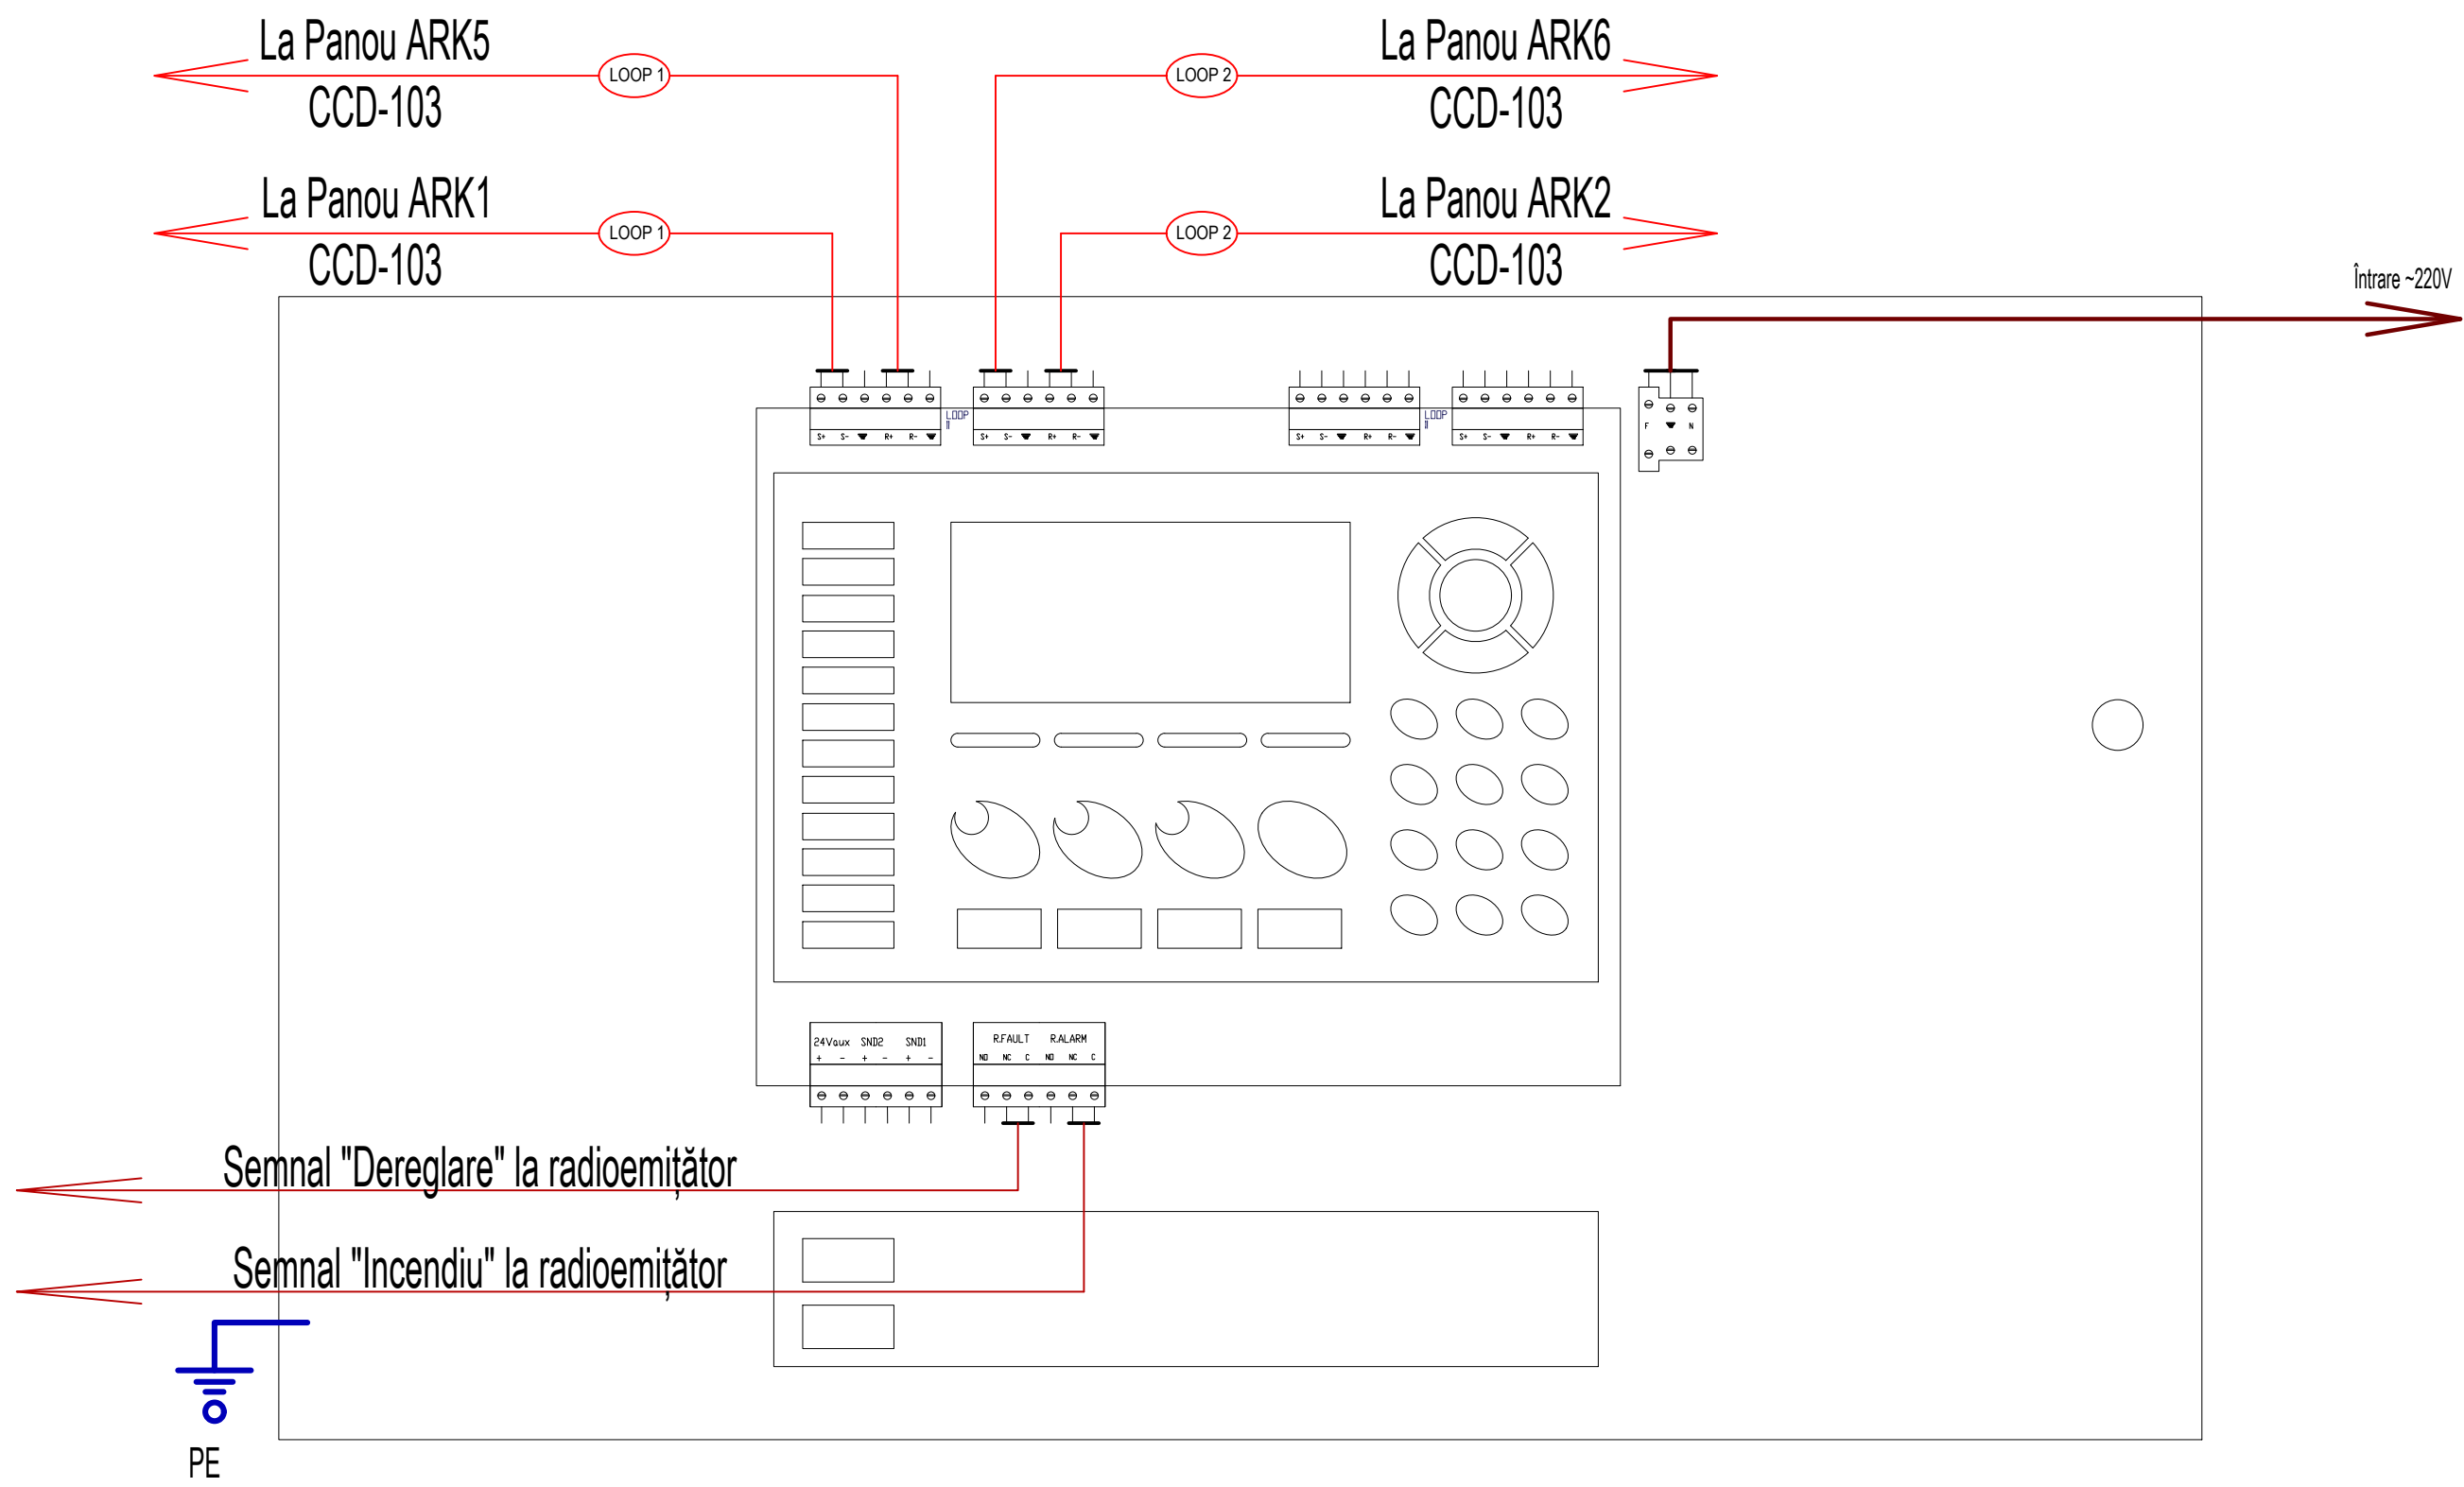 La Panou ARK5
LOOP 1
CCD-103
La Panou ARK6
LOOP 2
CCD-103
La Panou ARK1
LOOP 1
CCD-103
La Panou ARK2
LOOP 2
CCD-103
Întrare ~220V
LOOP
LOOP
S+ S- R+ R-
S+ S- R+ R-
S+ S- R+ R-
S+ S- R+ R-
F N
24Vaux SND2 SND1
+ - + - + -
R.FAULT R.ALARM
NO NC C NO NC C
Semnal "Dereglare" la radioemițător
Semnal "Incendiu" la radioemițător
PE